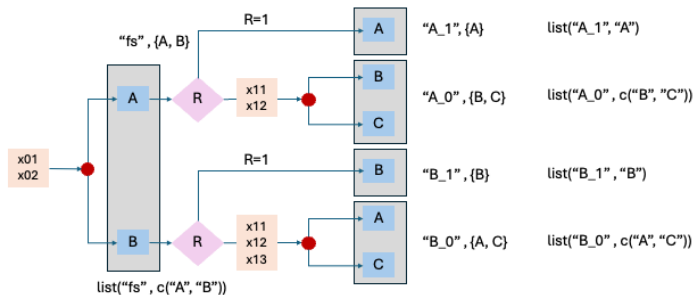 R=1
A
"A_1", {A}
list("A_1", "A")
"fs" , {A, B}
A
R
x11
x12
B
C
"A_0" , {B, C}
list("A_0" , c("B", "C"))
x01
x02
R=1
B
"B_1" , {B}
list("B_1" , "B")
B
R
x11
x12
x13
A
C
"B_0" , {A, C}
list("B_0" , c("A", "C"))
list("fs" , c("A", "B"))